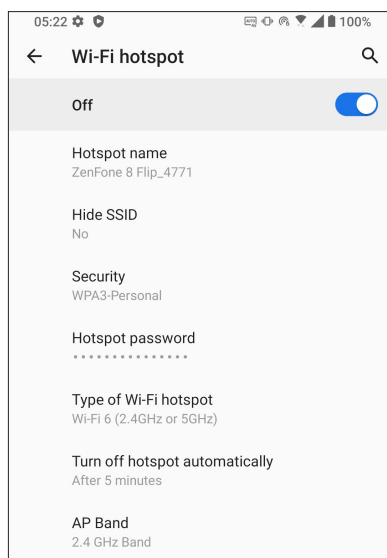 05:22 100%
Wi-Fi hotspot
Off
Hotspot name
ZenFone 8 Flip_4771
Hide SSID
No
Security
WPA3-Personal
Hotspot password
• • • • • • • • • • • • • • •
Type of Wi-Fi hotspot
Wi-Fi 6 (2.4GHz or 5GHz)
Turn off hotspot automatically
After 5 minutes
AP Band
2.4 GHz Band